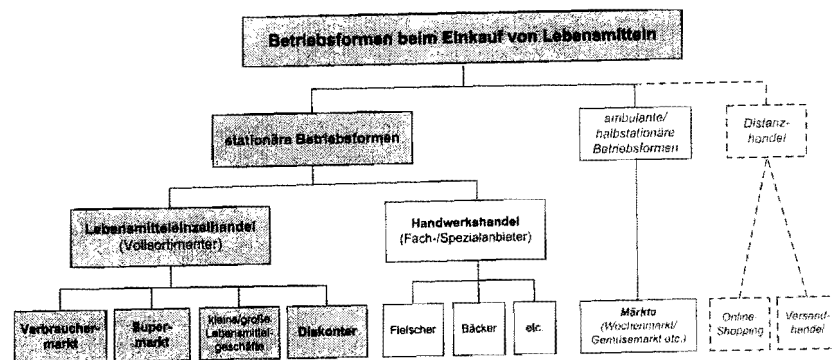 Betriebsformen beim Einkauf von Lebensmitteln
stationäre Betriebsformen
ambulante/
halbstationäre
Betriebsformen
Distanz-
handel
Lebensmitteleinzelhandel
(Vollsortimenter)
Handwerkshandel
(Fach-/Spezialanbieter)
Verbraucher-
markt
Super-
markt
kleine/große
Lebensmittel-
geschäfte
Diskonter
Fleischer
Bäcker
etc.
Märkte
(Wochenmarkt/
Gemüsemarkt etc.)
Online-
Shopping
Versand-
handel